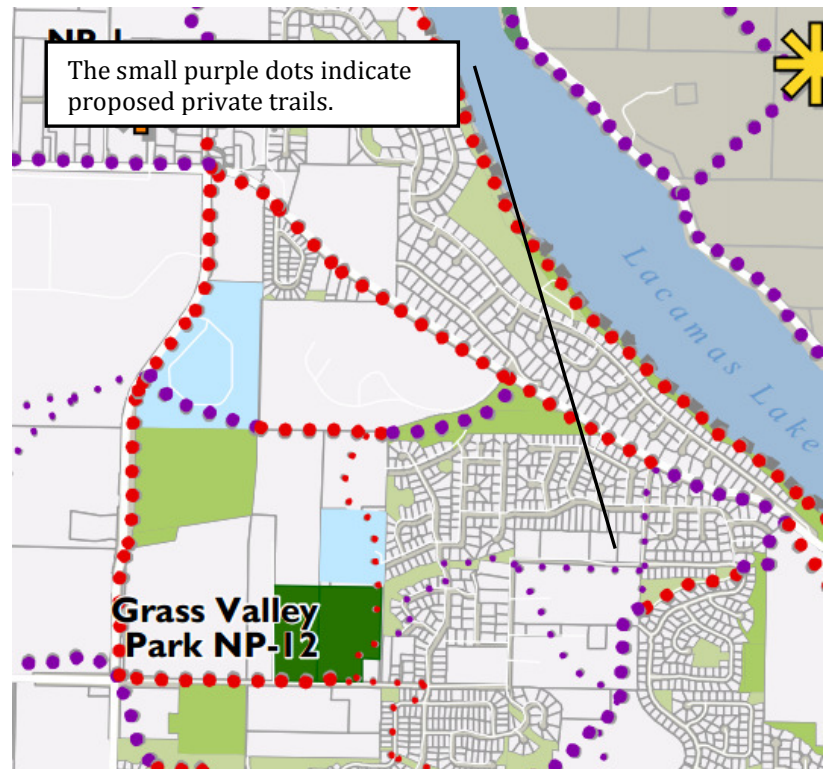 The small purple dots indicate
proposed private trails.
Lacamas Lake
Grass Valley
Park NP-12